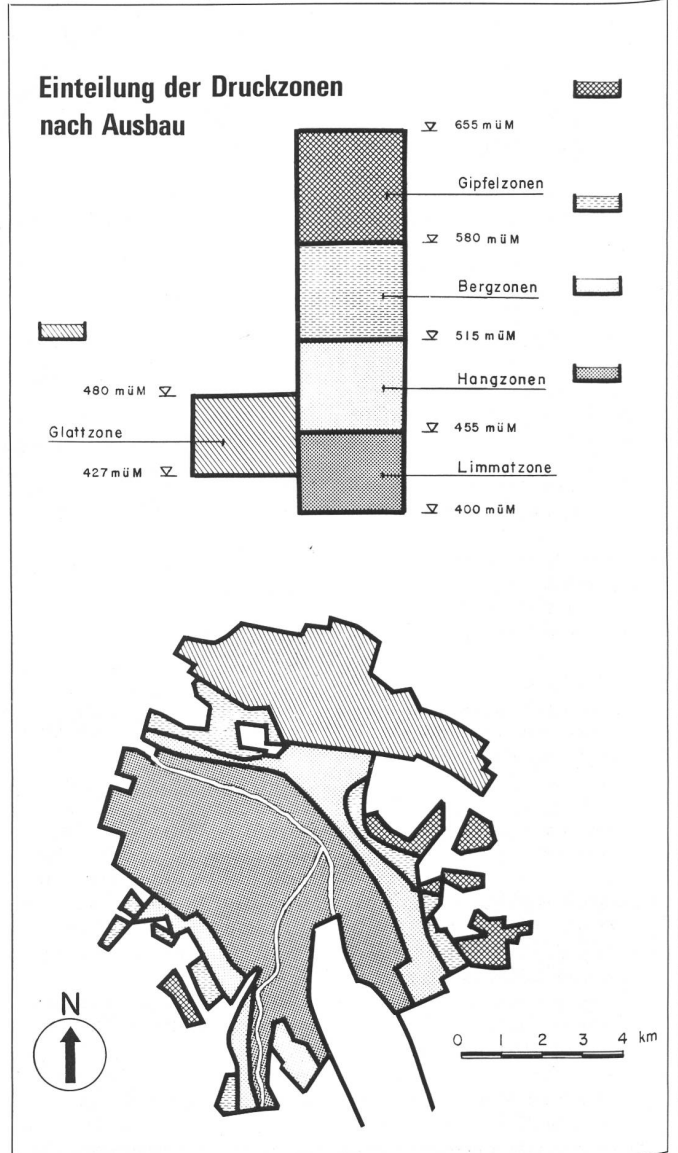 Einteilung der Druckzonen
nach Ausbau
655 müM
Gipfelzonen
580 müM
Bergzonen
515 müM
480 müM
Hangzonen
Glattzone
455 müM
427 müM
Limmatzone
400 müM
N
0 1 2 3 4 km